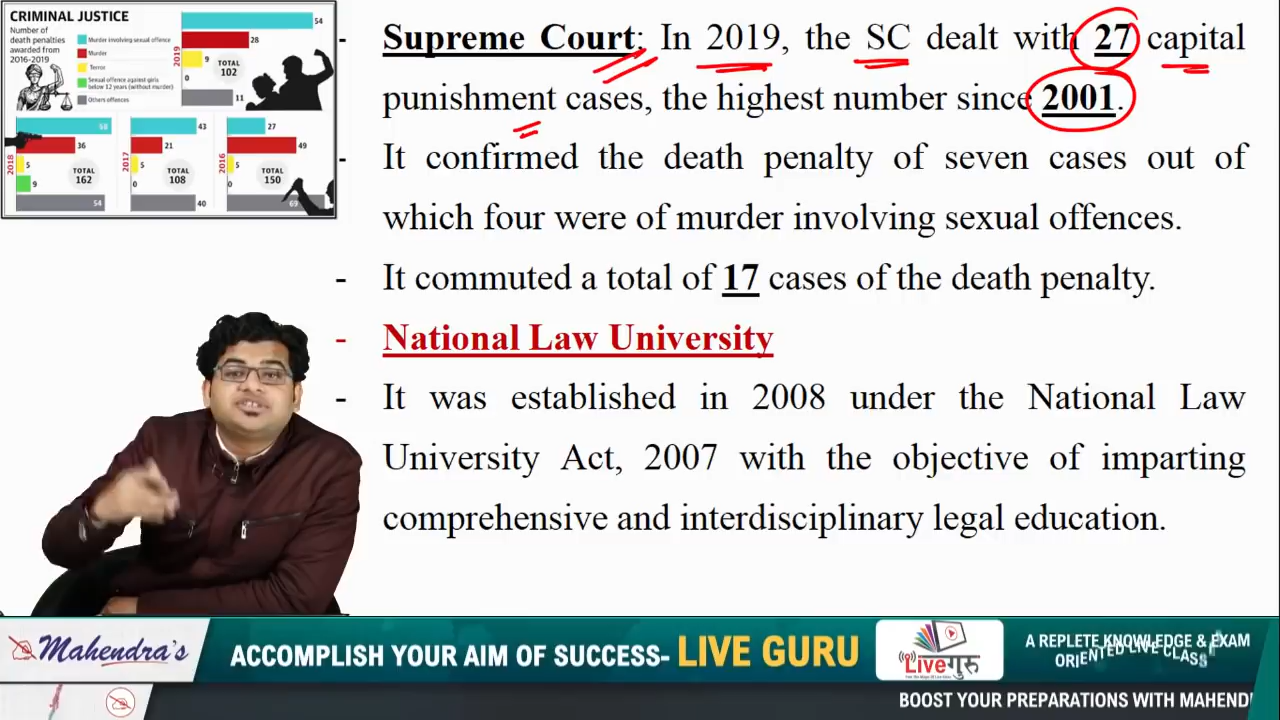 CRIMINAL JUSTICE
Number of
death penalties
awarded from
2016-2019
Murder involving sexual offence
Murder
Terror
Sexual offence against girls
below 12 years (without murder)
Others offences
2019
54
28
9
0
11
TOTAL
102
2018
58
36
5
9
54
TOTAL
162
2017
43
21
5
0
40
TOTAL
108
2016
27
49
5
0
69
TOTAL
150
- Supreme Court: In 2019, the SC dealt with 27 capital
punishment cases, the highest number since 2001.
- It confirmed the death penalty of seven cases out of
which four were of murder involving sexual offences.
- It commuted a total of 17 cases of the death penalty.
- National Law University
- It was established in 2008 under the National Law
University Act, 2007 with the objective of imparting
comprehensive and interdisciplinary legal education.
Mahendra's
ACCOMPLISH YOUR AIM OF SUCCESS- LIVE GURU
Liveगुरु
A REPLETE KNOWLEDGE & EXAM
ORIENTED LIVE CLASS
BOOST YOUR PREPARATIONS WITH MAHEND